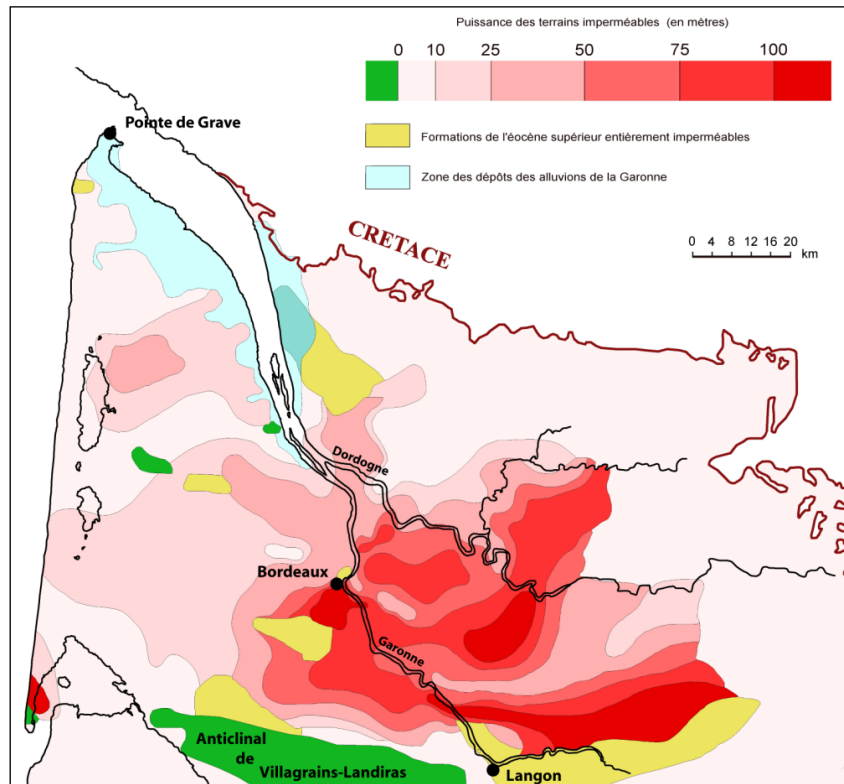 Puissance des terrains imperméables (en mètres)
0 10 25 50 75 100
Formations de l'éocène supérieur entièrement imperméables
Zone des dépôts des alluvions de la Garonne
Pointe de Grave
CRETACE
0 4 8 12 16 20
km
Dordogne
Bordeaux
Garonne
Anticlinal
de
Villagrains-Landiras
Langon